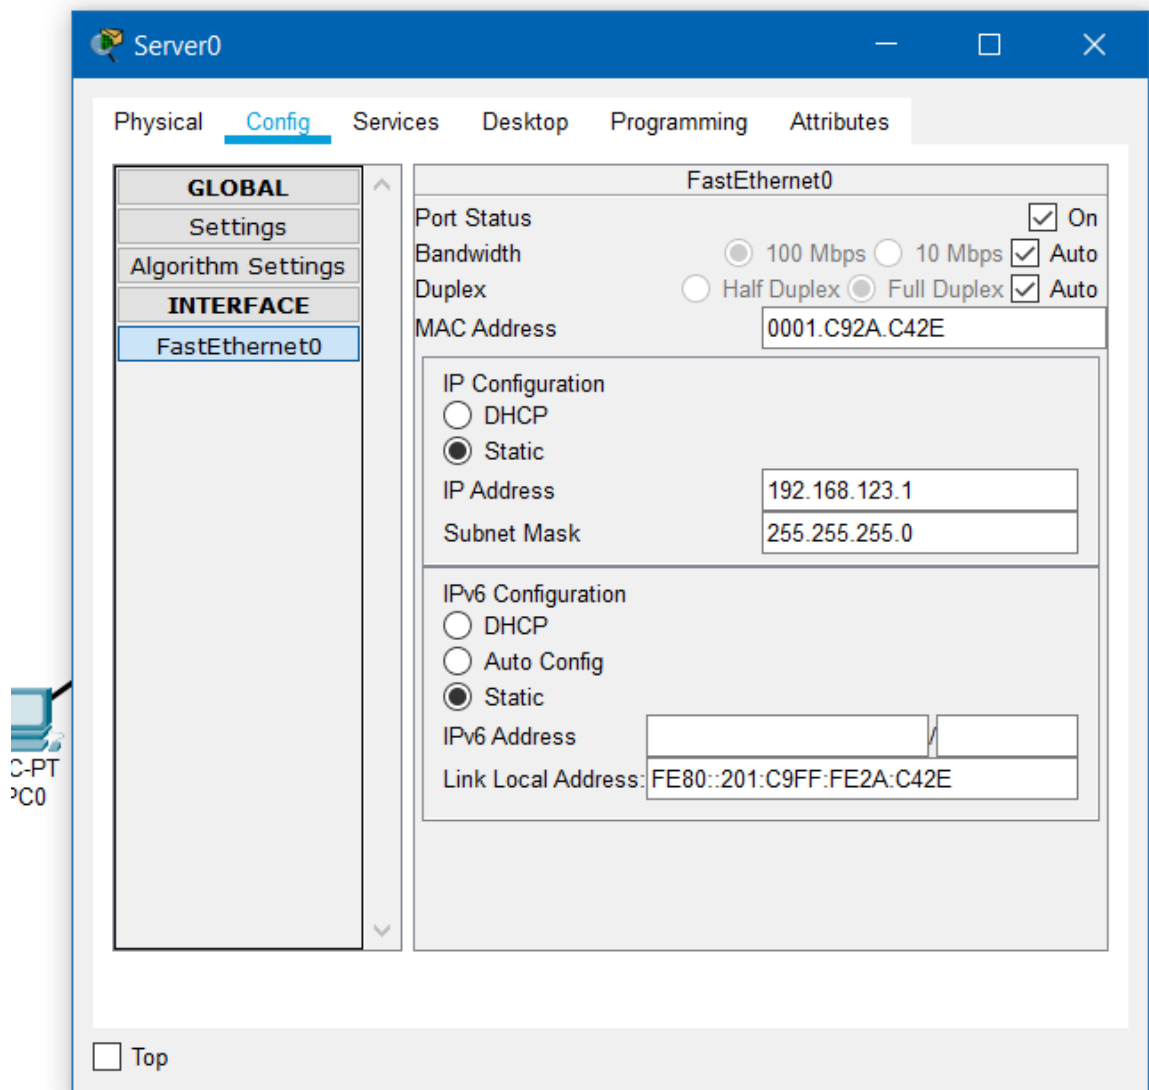 Server0
Physical Config Services Desktop Programming Attributes
GLOBAL
Settings
Algorithm Settings
INTERFACE
FastEthernet0
FastEthernet0
Port Status On
Bandwidth 100 Mbps 10 Mbps Auto
Duplex Half Duplex Full Duplex Auto
MAC Address 0001.C92A.C42E
IP Configuration
DHCP
Static
IP Address 192.168.123.1
Subnet Mask 255.255.255.0
IPv6 Configuration
DHCP
Auto Config
Static
IPv6 Address /
Link Local Address: FE80::201:C9FF:FE2A:C42E
C-PT
PC0
Top